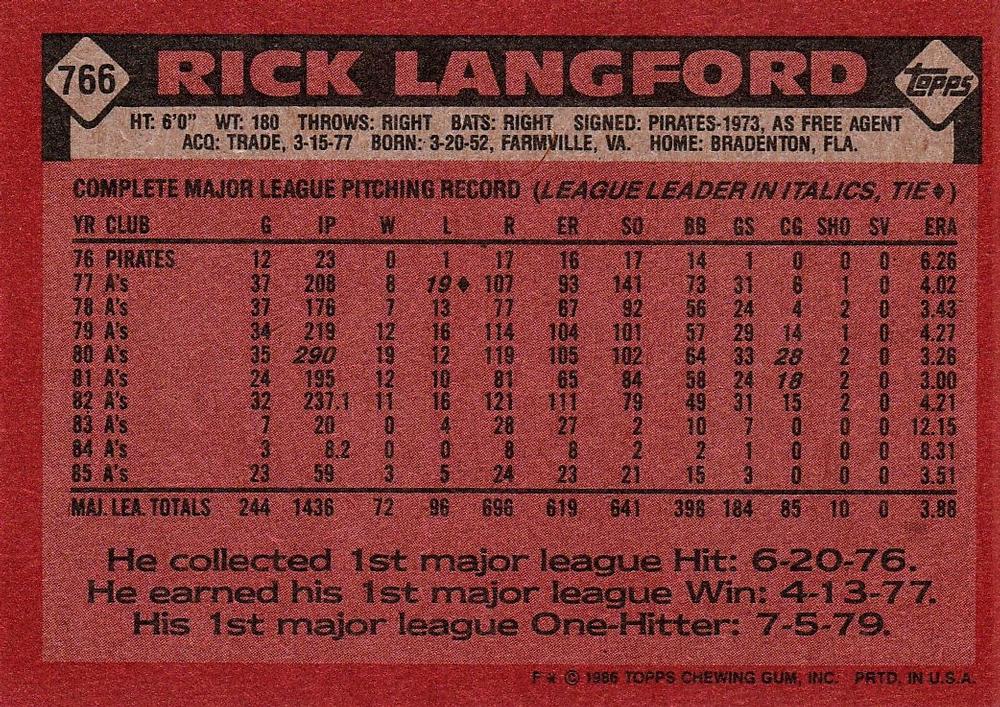 766 RICK LANGFORD TOPPS
HT: 6'0" WT: 180 THROWS: RIGHT BATS: RIGHT SIGNED: PIRATES-1973, AS FREE AGENT
ACQ: TRADE, 3-15-77 BORN: 3-20-52, FARMVILLE, VA. HOME: BRADENTON, FLA.
COMPLETE MAJOR LEAGUE PITCHING RECORD (LEAGUE LEADER IN ITALICS, TIE♦)
YR CLUB G IP W L R ER SO BB GS CG SHO SV ERA
76 PIRATES 12 23 0 1 17 16 17 14 1 0 0 0 6.26
77 A's 37 208 8 19♦ 107 93 141 73 31 6 1 0 4.02
78 A's 37 176 7 13 77 67 92 56 24 4 2 0 3.43
79 A's 34 219 12 16 114 104 101 57 29 14 1 0 4.27
80 A's 35 290 19 12 119 105 102 64 33 28 2 0 3.26
81 A's 24 195 12 10 81 65 84 58 24 18 2 0 3.00
82 A's 32 237.1 11 16 121 111 79 49 31 15 2 0 4.21
83 A's 7 20 0 4 28 27 2 10 7 0 0 0 12.15
84 A's 3 8.2 0 0 8 8 2 2 1 0 0 0 8.31
85 A's 23 59 3 5 24 23 21 15 3 0 0 0 3.51
MAJ. LEA. TOTALS 244 1436 72 96 696 619 641 398 184 85 10 0 3.88
He collected 1st major league Hit: 6-20-76.
He earned his 1st major league Win: 4-13-77.
His 1st major league One-Hitter: 7-5-79.
F ★ © 1986 TOPPS CHEWING GUM, INC. PRTD. IN U.S.A.